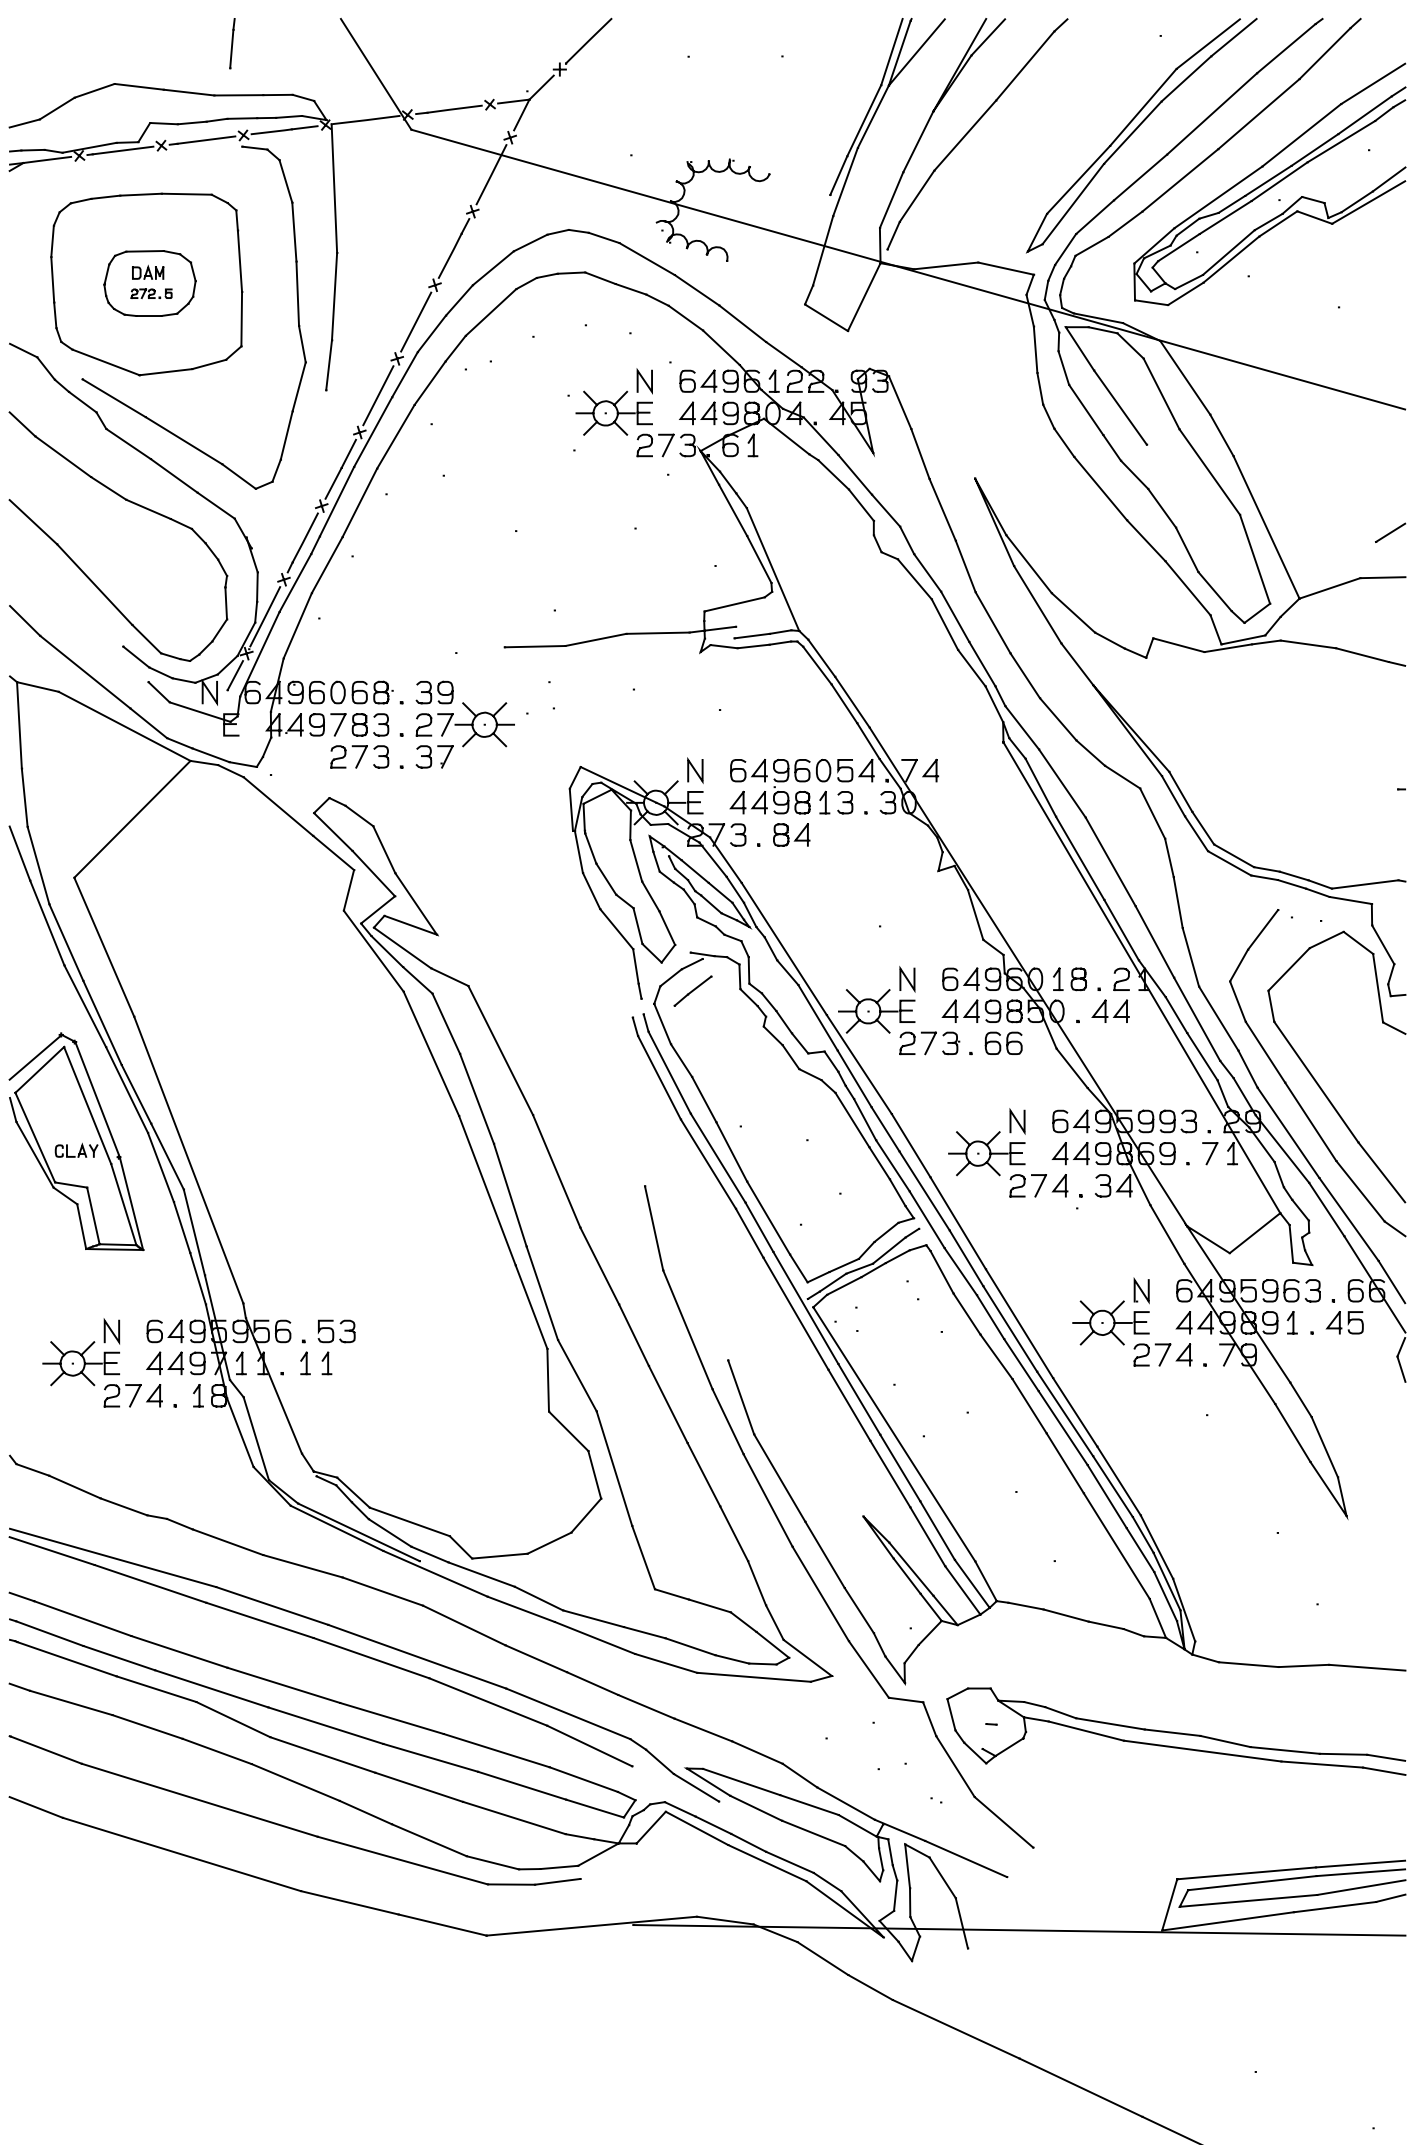 DAM
272.5
N 6496122.93
E 449804.45
273.61
N 6496068.39
E 449783.27
273.37
N 6496054.74
E 449813.30
273.84
N 6496018.21
E 449850.44
273.66
N 6495993.29
E 449869.71
274.34
CLAY
N 6495963.66
E 449891.45
274.79
N 6495956.53
E 449711.11
274.18